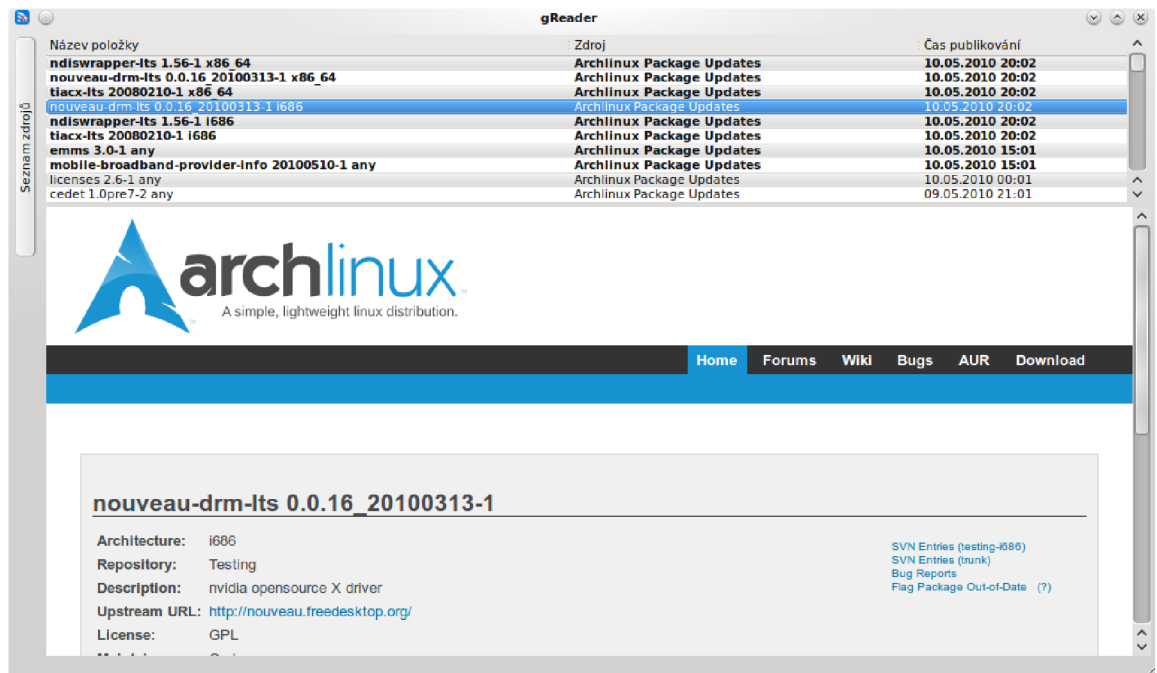 gReader
Seznam zdrojů
Název položky Zdroj Čas publikování
ndiswrapper-lts 1.56-1 x86_64 Archlinux Package Updates 10.05.2010 20:02
nouveau-drm-lts 0.0.16_20100313-1 x86_64 Archlinux Package Updates 10.05.2010 20:02
tiacx-lts 20080210-1 x86_64 Archlinux Package Updates 10.05.2010 20:02
nouveau-drm-lts 0.0.16_20100313-1 i686 Archlinux Package Updates 10.05.2010 20:02
ndiswrapper-lts 1.56-1 i686 Archlinux Package Updates 10.05.2010 20:02
tiacx-lts 20080210-1 i686 Archlinux Package Updates 10.05.2010 20:02
emms 3.0-1 any Archlinux Package Updates 10.05.2010 15:01
mobile-broadband-provider-info 20100510-1 any Archlinux Package Updates 10.05.2010 15:01
licenses 2.6-1 any Archlinux Package Updates 10.05.2010 00:01
cedet 1.0pre7-2 any Archlinux Package Updates 09.05.2010 21:01
archlinux
A simple, lightweight linux distribution.
Home Forums Wiki Bugs AUR Download
nouveau-drm-lts 0.0.16_20100313-1
Architecture: i686
Repository: Testing
Description: nvidia opensource X driver
Upstream URL: http://nouveau.freedesktop.org/
License: GPL
SVN Entries (testing-i686)
SVN Entries (trunk)
Bug Reports
Flag Package Out-of-Date (?)